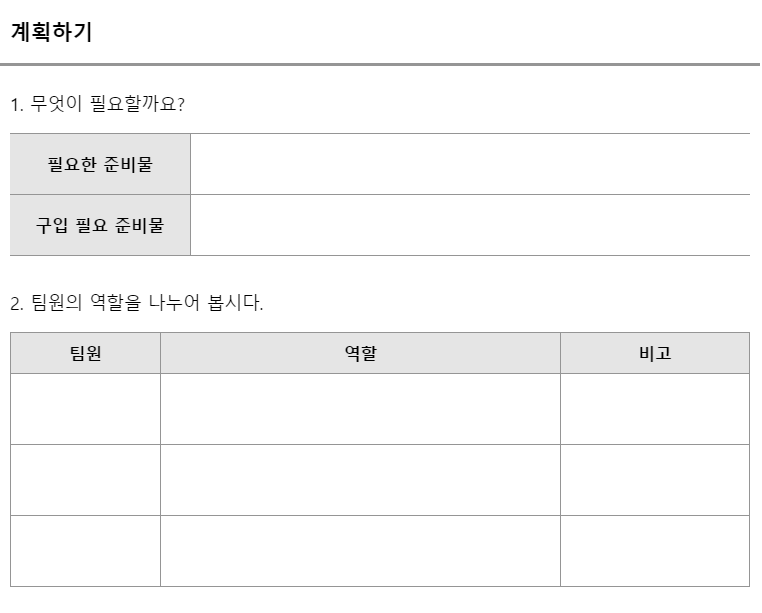 계획하기
1. 무엇이 필요할까요?
필요한 준비물
구입 필요 준비물
2. 팀원의 역할을 나누어 봅시다.
팀원 역할 비고